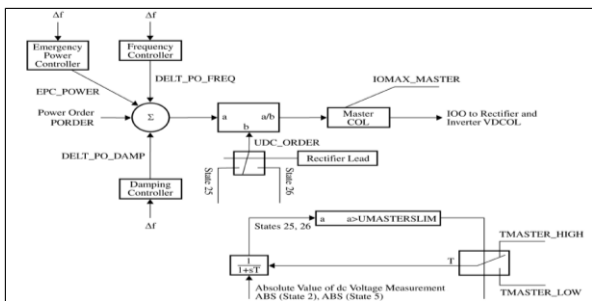 Δf
Δf
Emergency
Power
Controller
Frequency
Controller
DELT_PO_FREQ
EPC_POWER
IOMAX_MASTER
Power Order
PORDER
Σ
a
a/b
b
Master
COL
IOO to Rectifier and
Inverter VDCOL
UDC_ORDER
DELT_PO_DAMP
Rectifier Lead
State 25
State 26
Damping
Controller
Δf
States 25, 26
a
a>UMASTERSLIM
TMASTER_HIGH
1
1+sT
T
Absolute Value of dc Voltage Measurement
ABS (State 2), ABS (State 5)
TMASTER_LOW